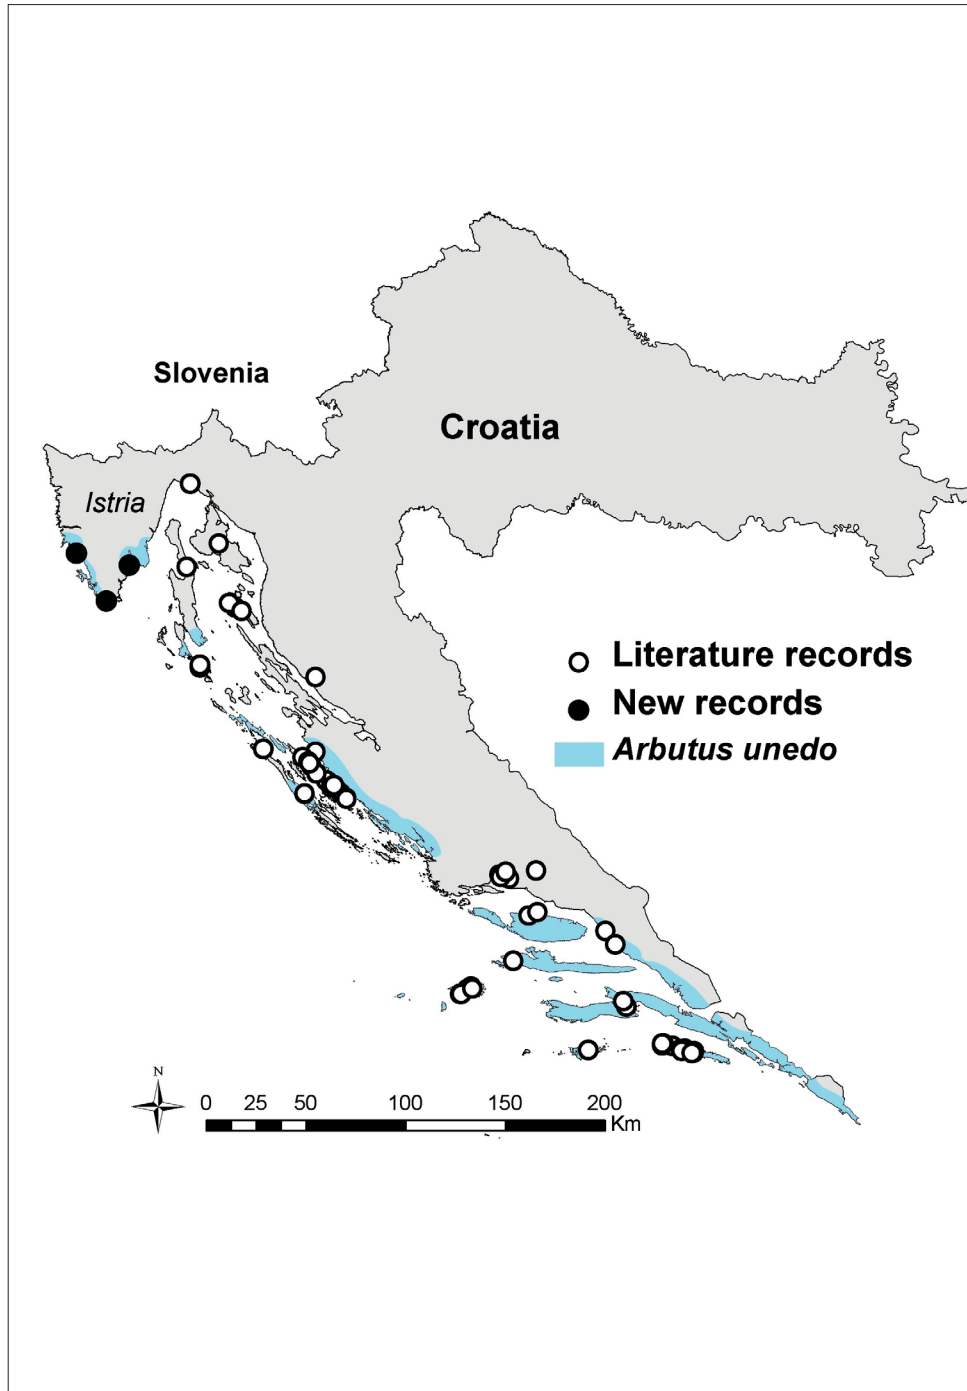 Slovenia
Croatia
Istria
Literature records
New records
Arbutus unedo
N
0 25 50 100 150 200
Km